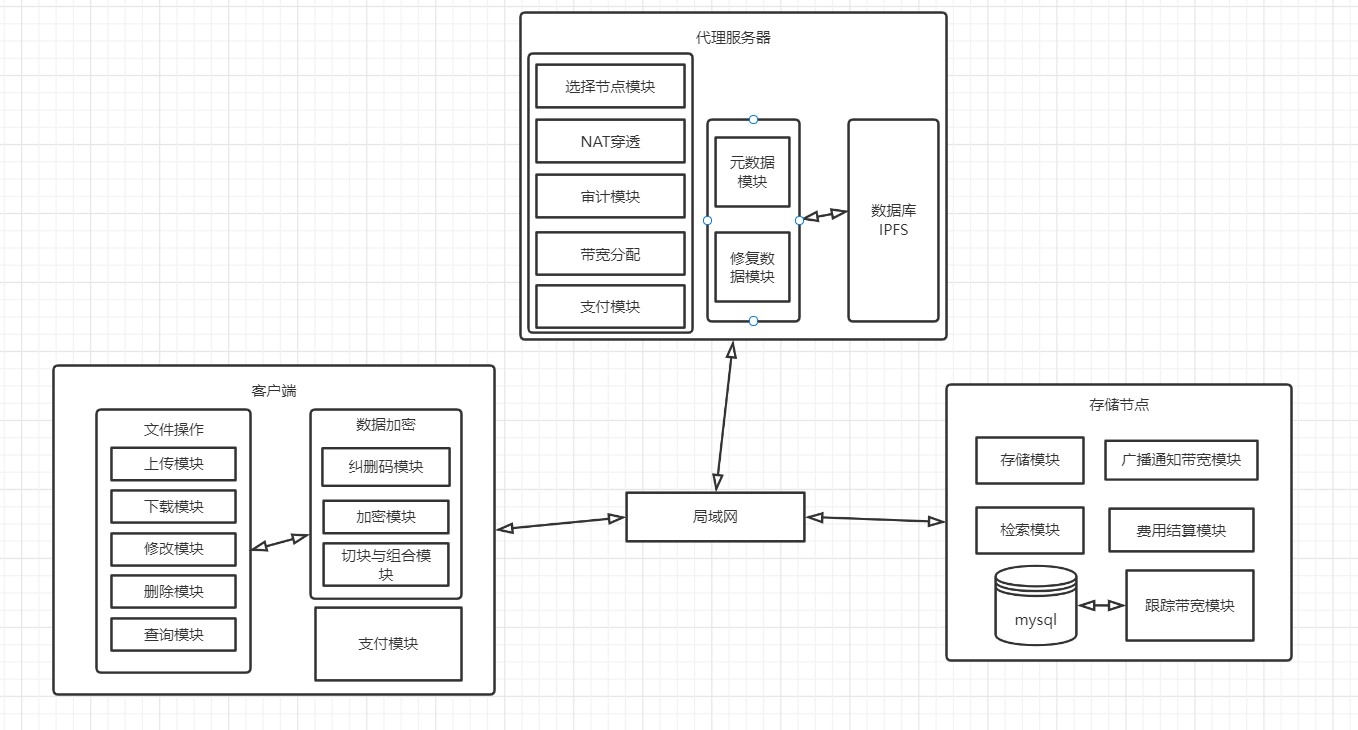 代理服务器
选择节点模块
NAT穿透
审计模块
带宽分配
支付模块
元数据
模块
修复数
据模块
数据库
IPFS
客户端
文件操作
上传模块
下载模块
修改模块
删除模块
查询模块
数据加密
纠删码模块
加密模块
切块与组合模
块
支付模块
局域网
存储节点
存储模块
广播通知带宽模块
检索模块
费用结算模块
mysql
跟踪带宽模块